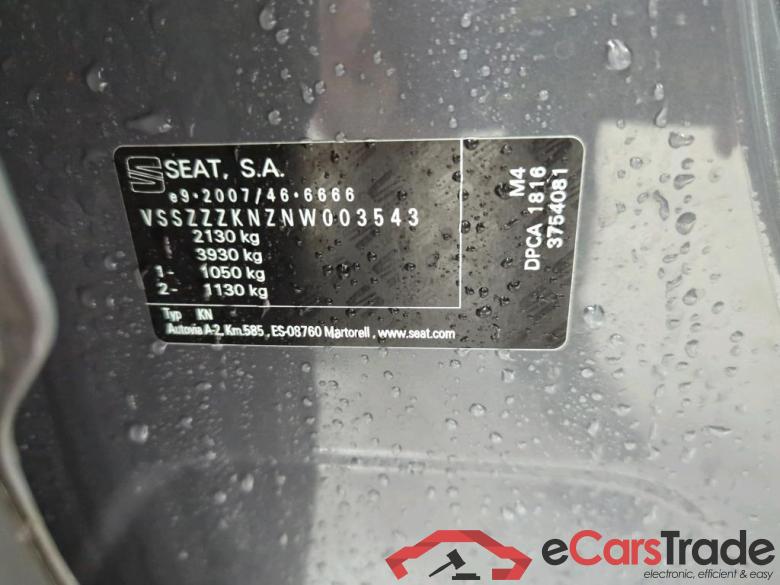 SEAT, S.A.
e9*2007/46*6666
VSSZZZKNZNW003543
2130 kg
3930 kg
1- 1050 kg
2- 1130 kg
Typ KN
Autovia A-2, Km.585 , ES-08760 Martorell , www.seat.com
M4
DPCA 1816
3754081
eCarsTrade
electronic, efficient & easy